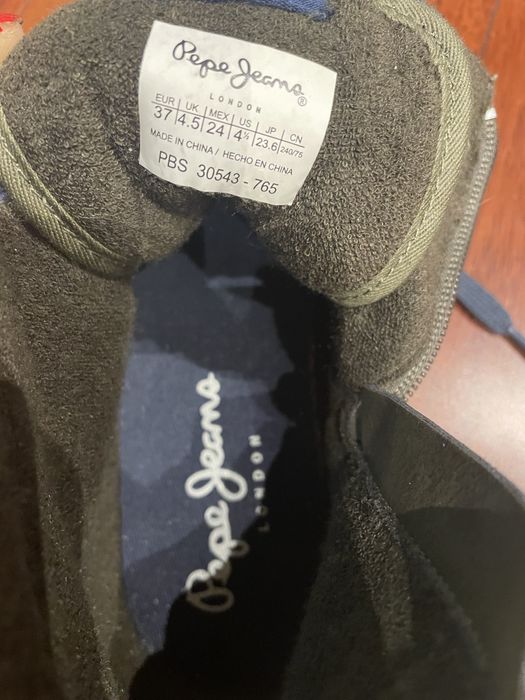 Pepe Jeans
LONDON ®
EUR | UK | MEX | US | JP | CN
37 | 4.5 | 24 | 4½ | 23.6 | 240/75
MADE IN CHINA / HECHO EN CHINA
PBS 30543 - 765
Pepe Jeans
LONDON